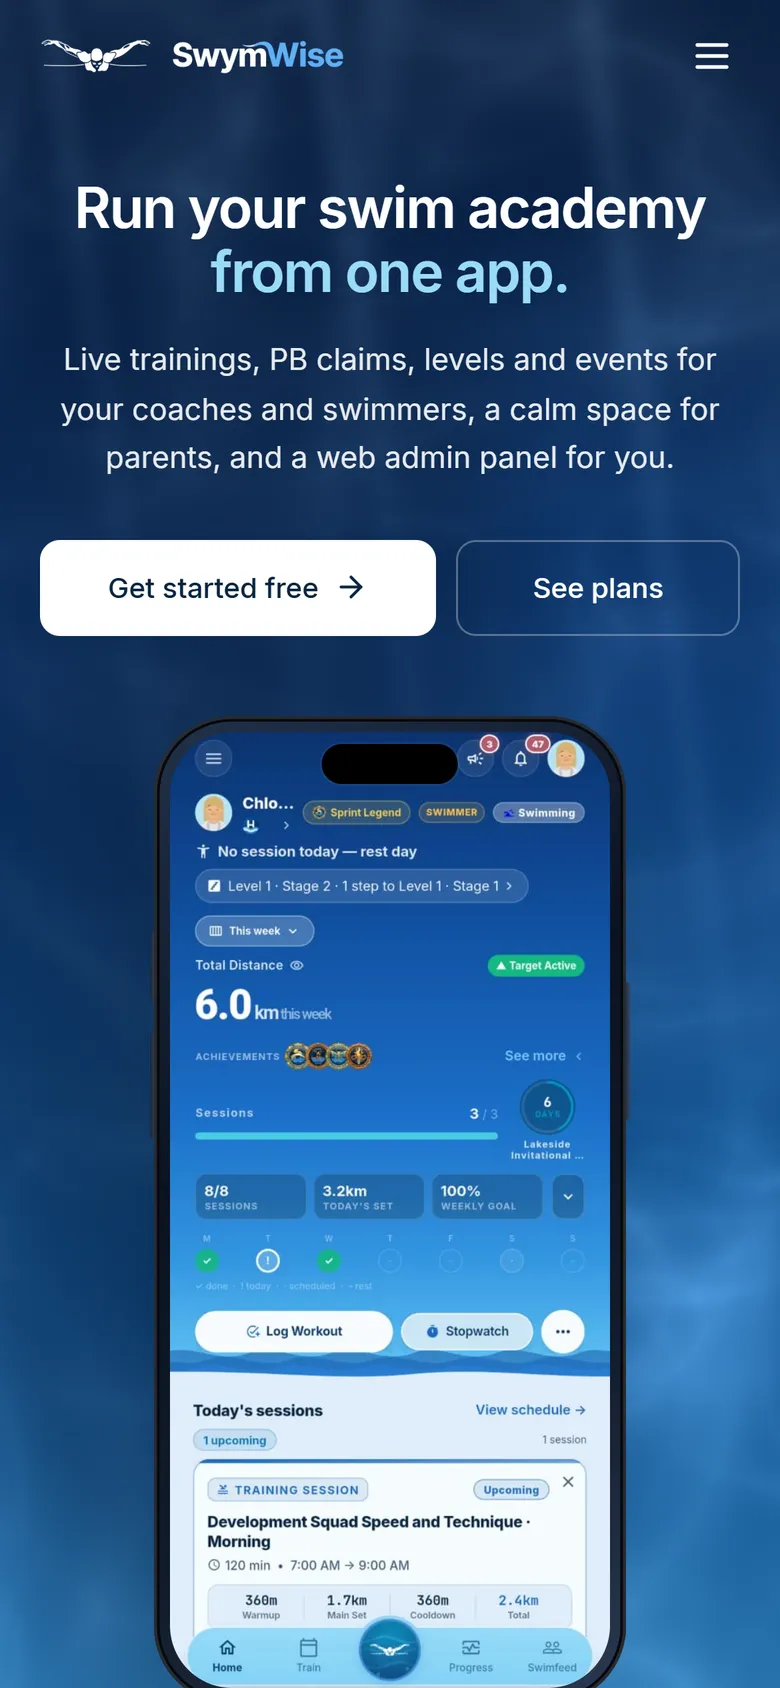 SwymWise
Run your swim academy
from one app.
Live trainings, PB claims, levels and events for
your coaches and swimmers, a calm space for
parents, and a web admin panel for you.
Get started free →
See plans
3
47
Chlo...
Sprint Legend
SWIMMER
Swimming
H
No session today — rest day
Level 1 · Stage 2 · 1 step to Level 1 · Stage 1
This week
Total Distance
Target Active
6.0 km this week
ACHIEVEMENTS
See more
Sessions
3 / 3
6
DAYS
Lakeside
Invitational ...
8/8
SESSIONS
3.2km
TODAY'S SET
100%
WEEKLY GOAL
M T W T F S S
✓ done · ! today · · scheduled · – rest
Log Workout
Stopwatch
Today's sessions
View schedule →
1 upcoming
1 session
TRAINING SESSION
Upcoming
Development Squad Speed and Technique ·
Morning
120 min • 7:00 AM → 9:00 AM
360m
Warmup
1.7km
Main Set
360m
Cooldown
2.4km
Total
Home
Train
Progress
Swimfeed